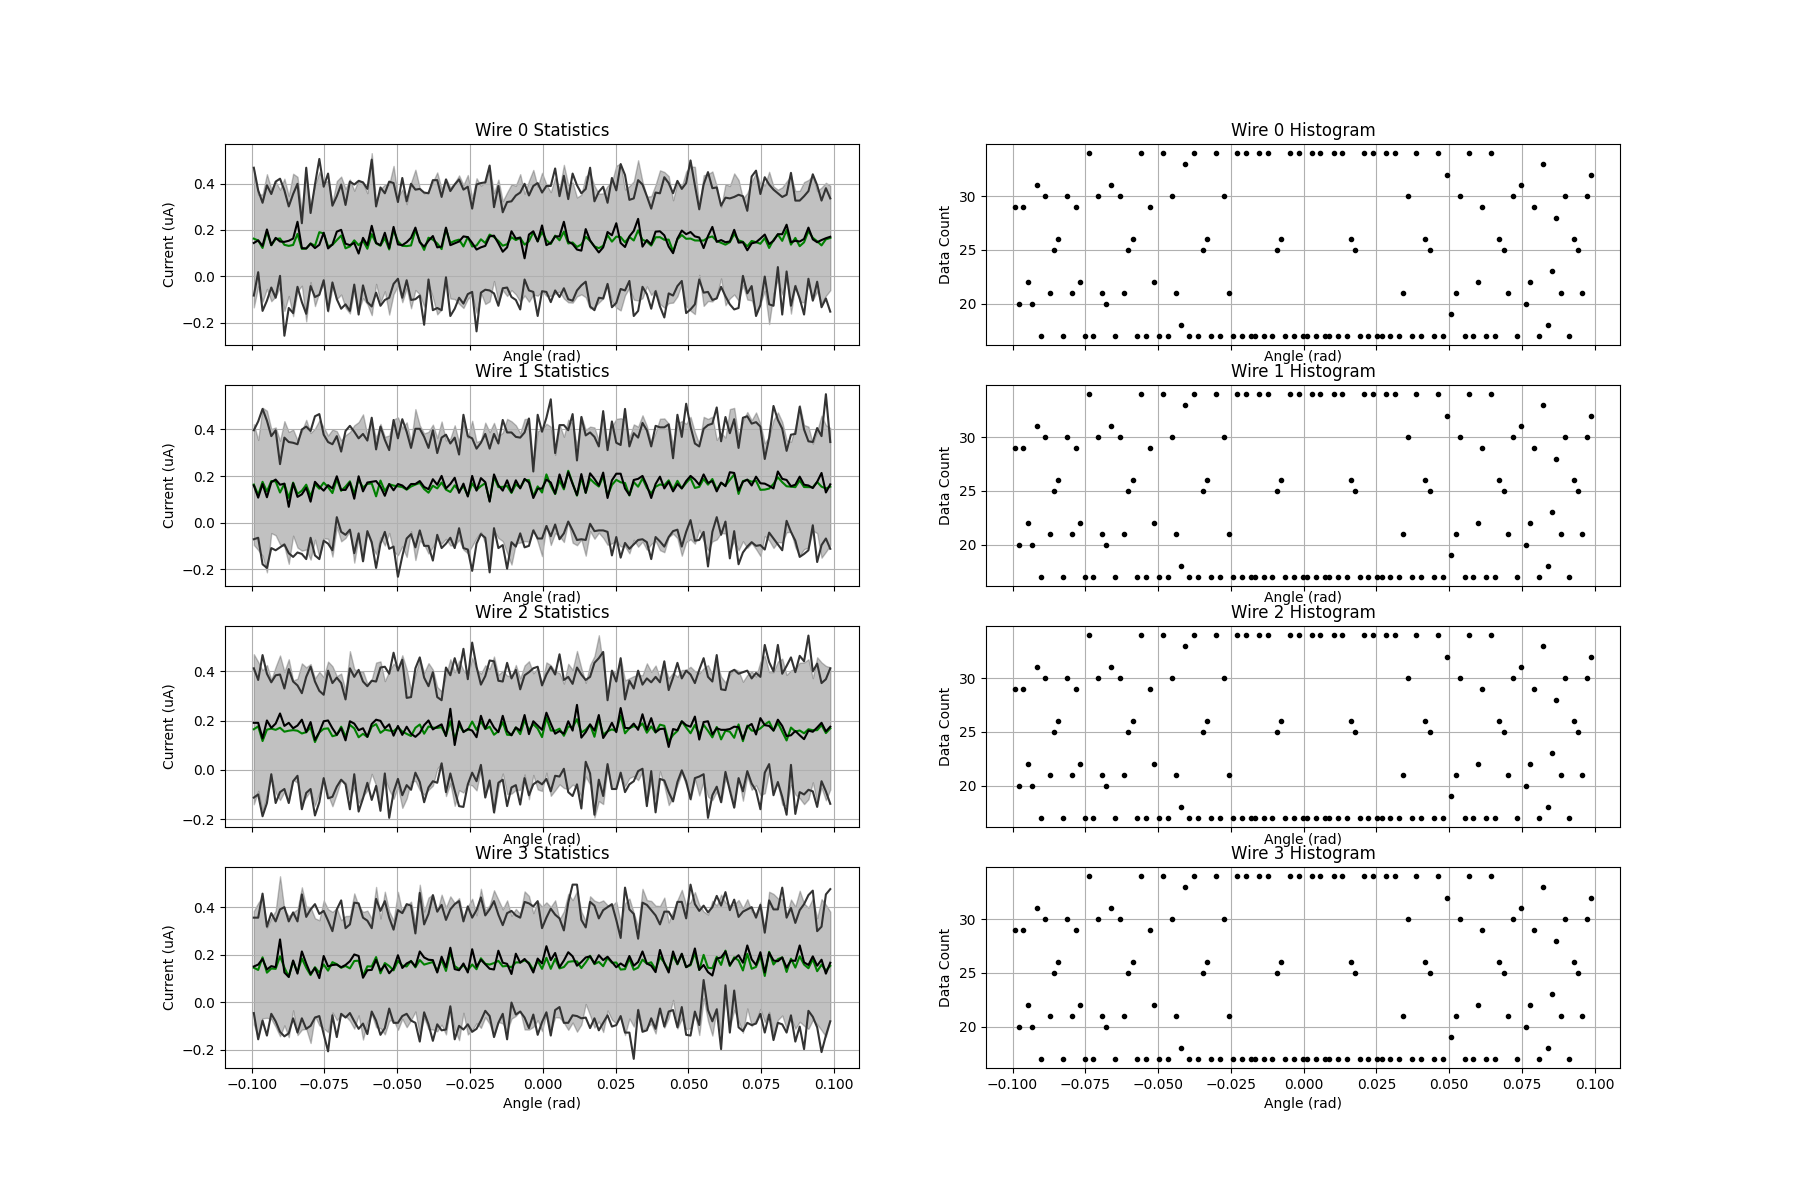 Wire 0 Statistics
Current (uA)
0.4
0.2
0.0
−0.2
Angle (rad)
Wire 0 Histogram
Data Count
30
25
20
Angle (rad)
Wire 1 Statistics
Current (uA)
0.4
0.2
0.0
−0.2
Angle (rad)
Wire 1 Histogram
Data Count
30
25
20
Angle (rad)
Wire 2 Statistics
Current (uA)
0.4
0.2
0.0
−0.2
Angle (rad)
Wire 2 Histogram
Data Count
30
25
20
Angle (rad)
Wire 3 Statistics
Current (uA)
0.4
0.2
0.0
−0.2
−0.100 −0.075 −0.050 −0.025 0.000 0.025 0.050 0.075 0.100
Angle (rad)
Wire 3 Histogram
Data Count
30
25
20
−0.100 −0.075 −0.050 −0.025 0.000 0.025 0.050 0.075 0.100
Angle (rad)